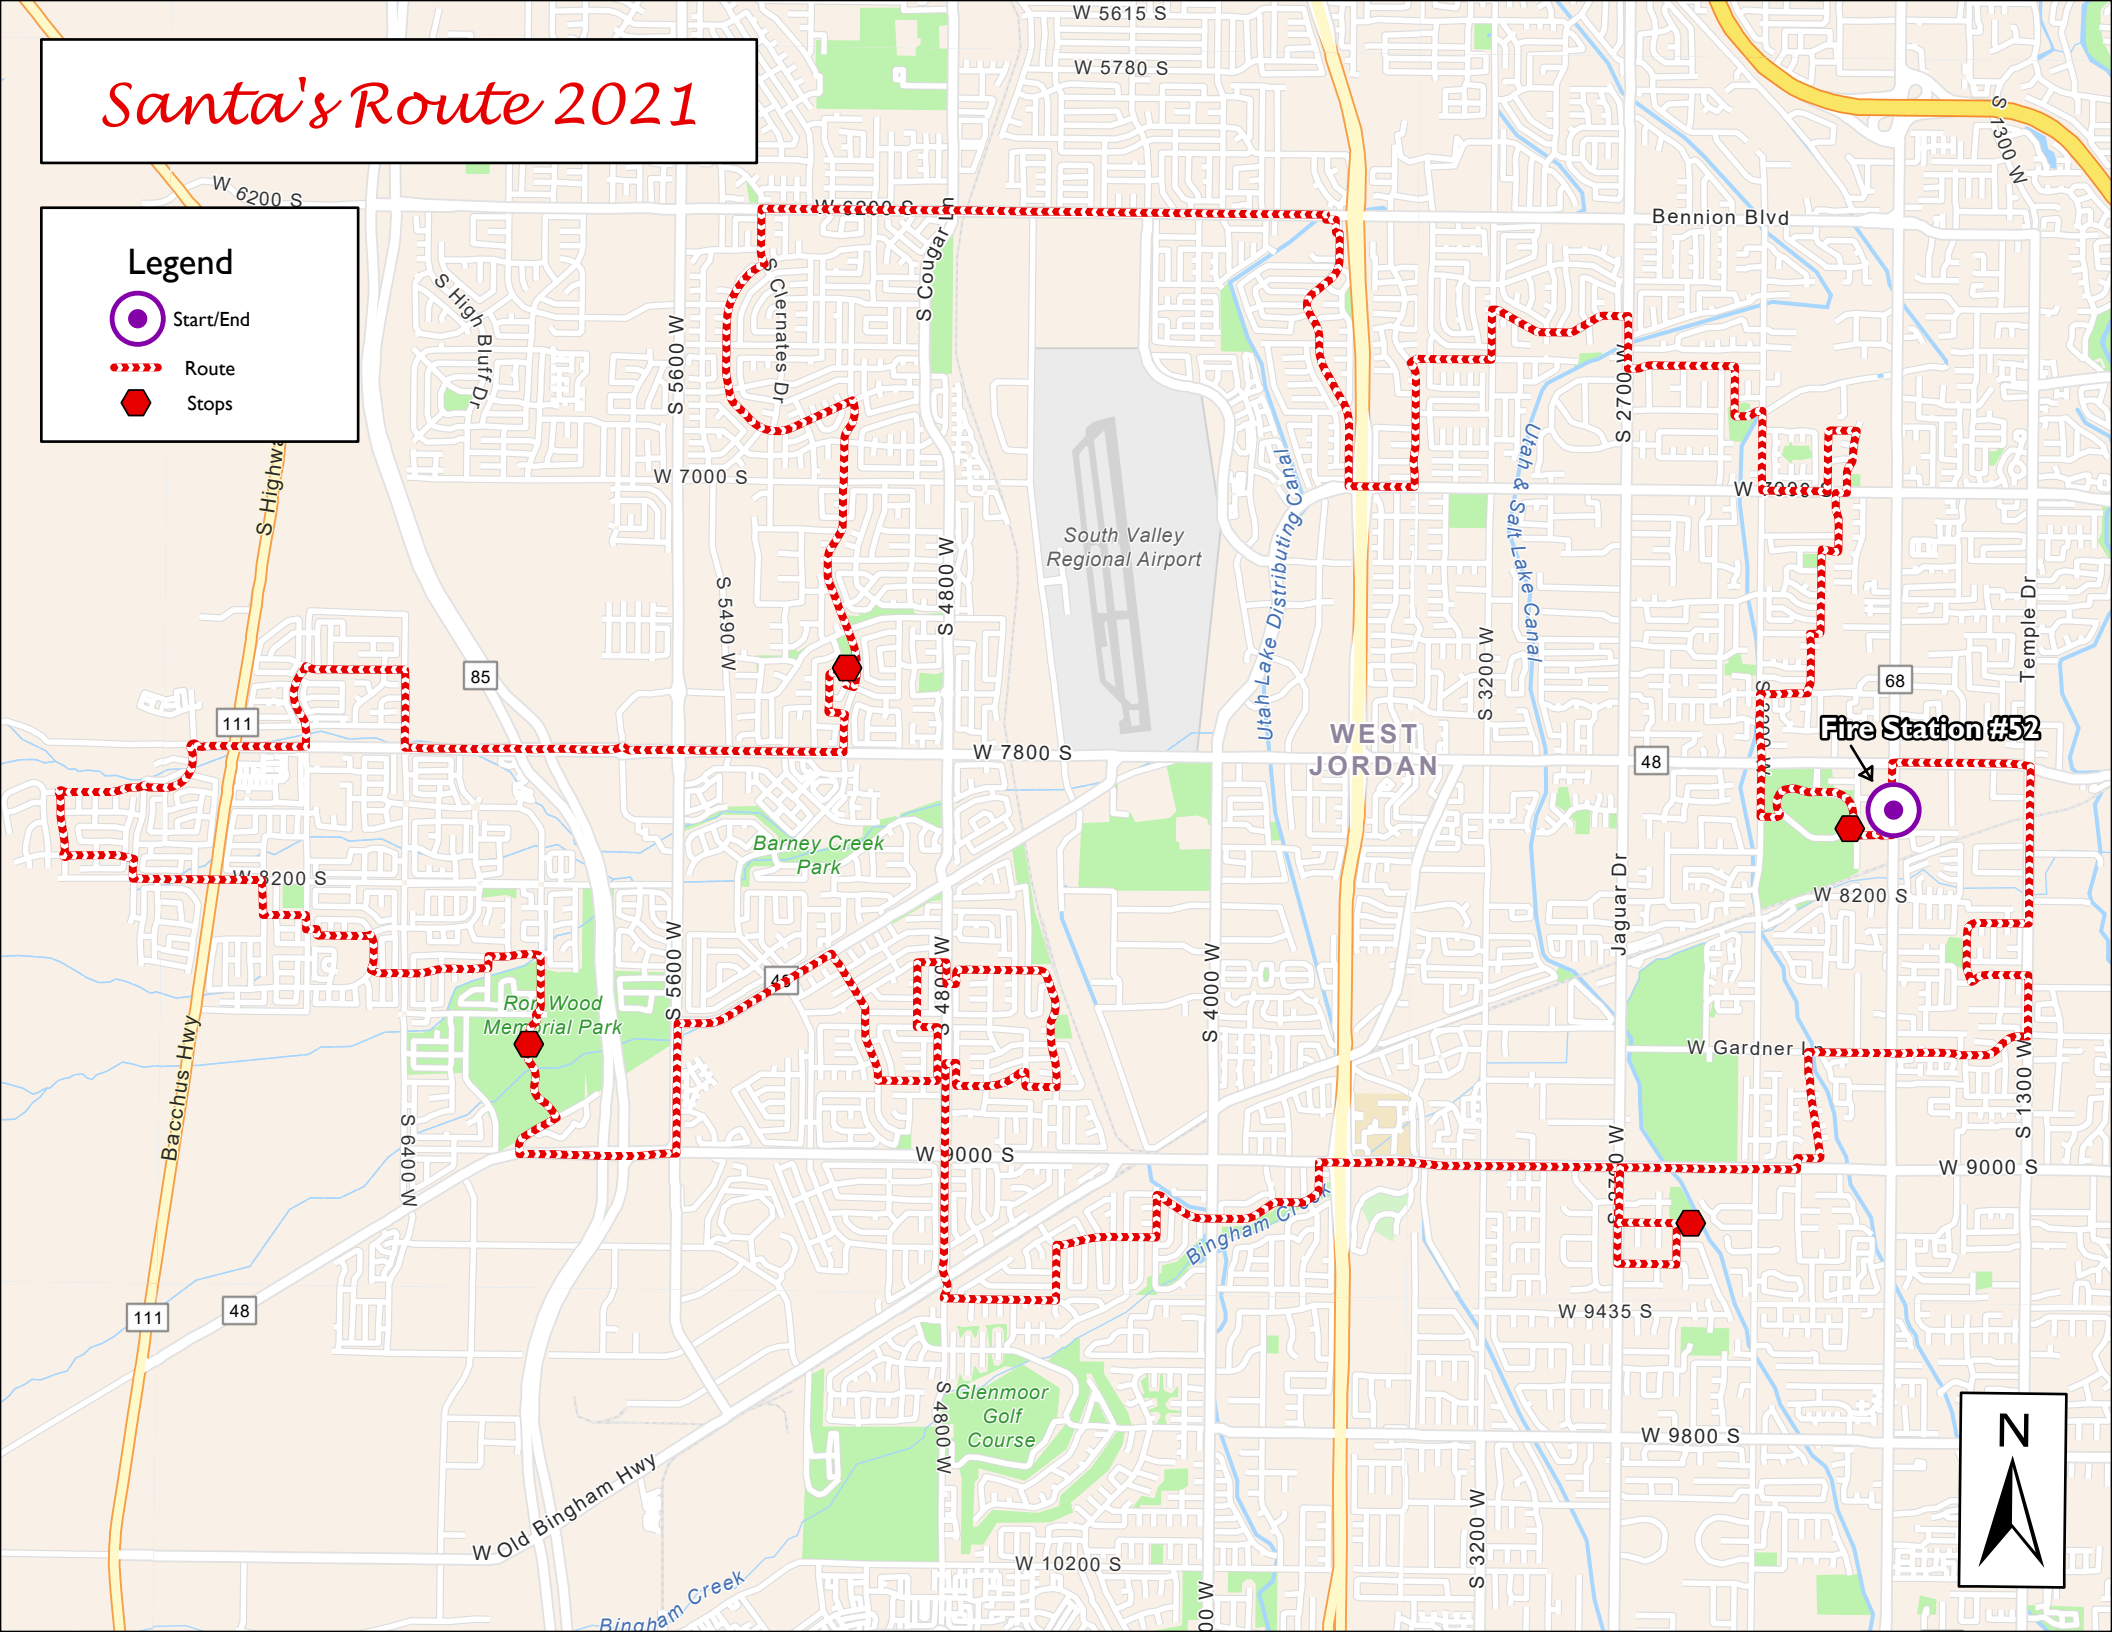 W 5615 S
W 5780 S
Santa's Route 2021
S 1300 W
W 6200 S
W 6200 S
Bennion Blvd
Legend
Start/End
Route
Stops
S High Bluff Dr
S Clernates Dr
S Cougar Ln
S 5600 W
S 2700 W
W 7000 S
S Highwa
Utah Lake Distributing Canal
Utah & Salt Lake Canal
South Valley
Regional Airport
S 5490 W
S 4800 W
S 3200 W
Temple Dr
85
68
111
Fire Station #52
WEST
JORDAN
W 7800 S
48
Barney Creek
Park
W 8200 S
W 8200 S
Jaguar Dr
S 5600 W
S 4800 W
S 4000 W
48
Ron Wood
Memorial Park
Bacchus Hwy
W Gardner
S 1300 W
S 6400 W
W 9000 S
W 9000 S
Bingham Creek
111
48
W 9435 S
S 4800 W
Glenmoor
Golf
Course
N
W 9800 S
W Old Bingham Hwy
S 3200 W
W 10200 S
Bingham Creek
00 W